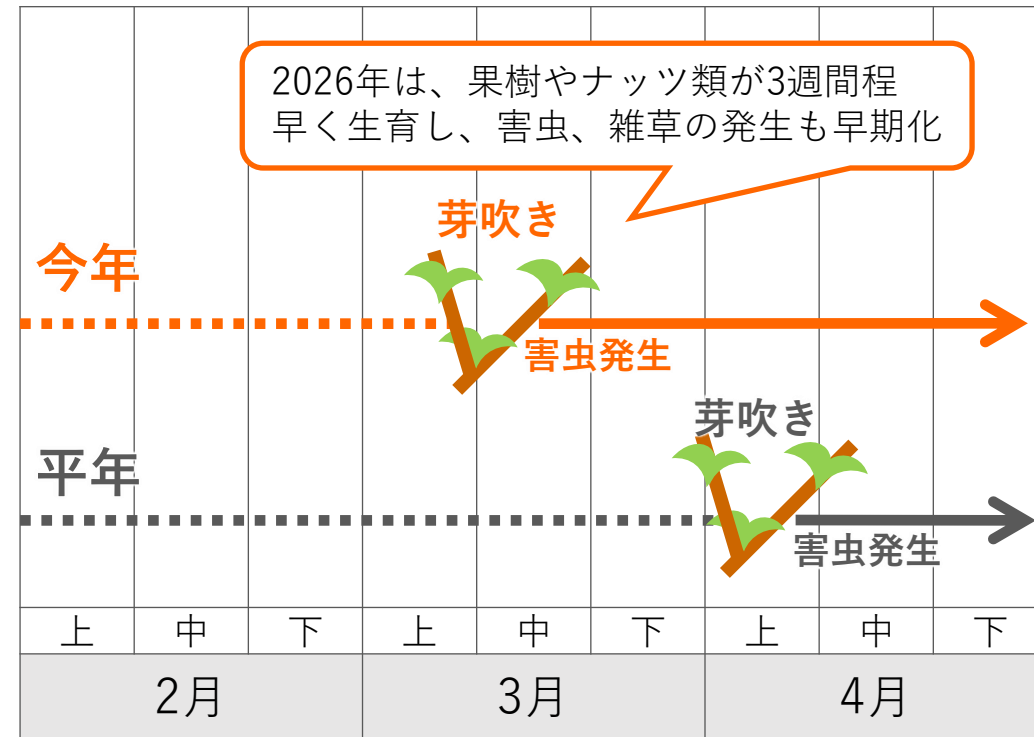 2026年は、果樹やナッツ類が3週間程
早く生育し、害虫、雑草の発生も早期化
芽吹き
今年
害虫発生
芽吹き
平年
害虫発生
上 中 下 上 中 下 上 中 下
2月 3月 4月